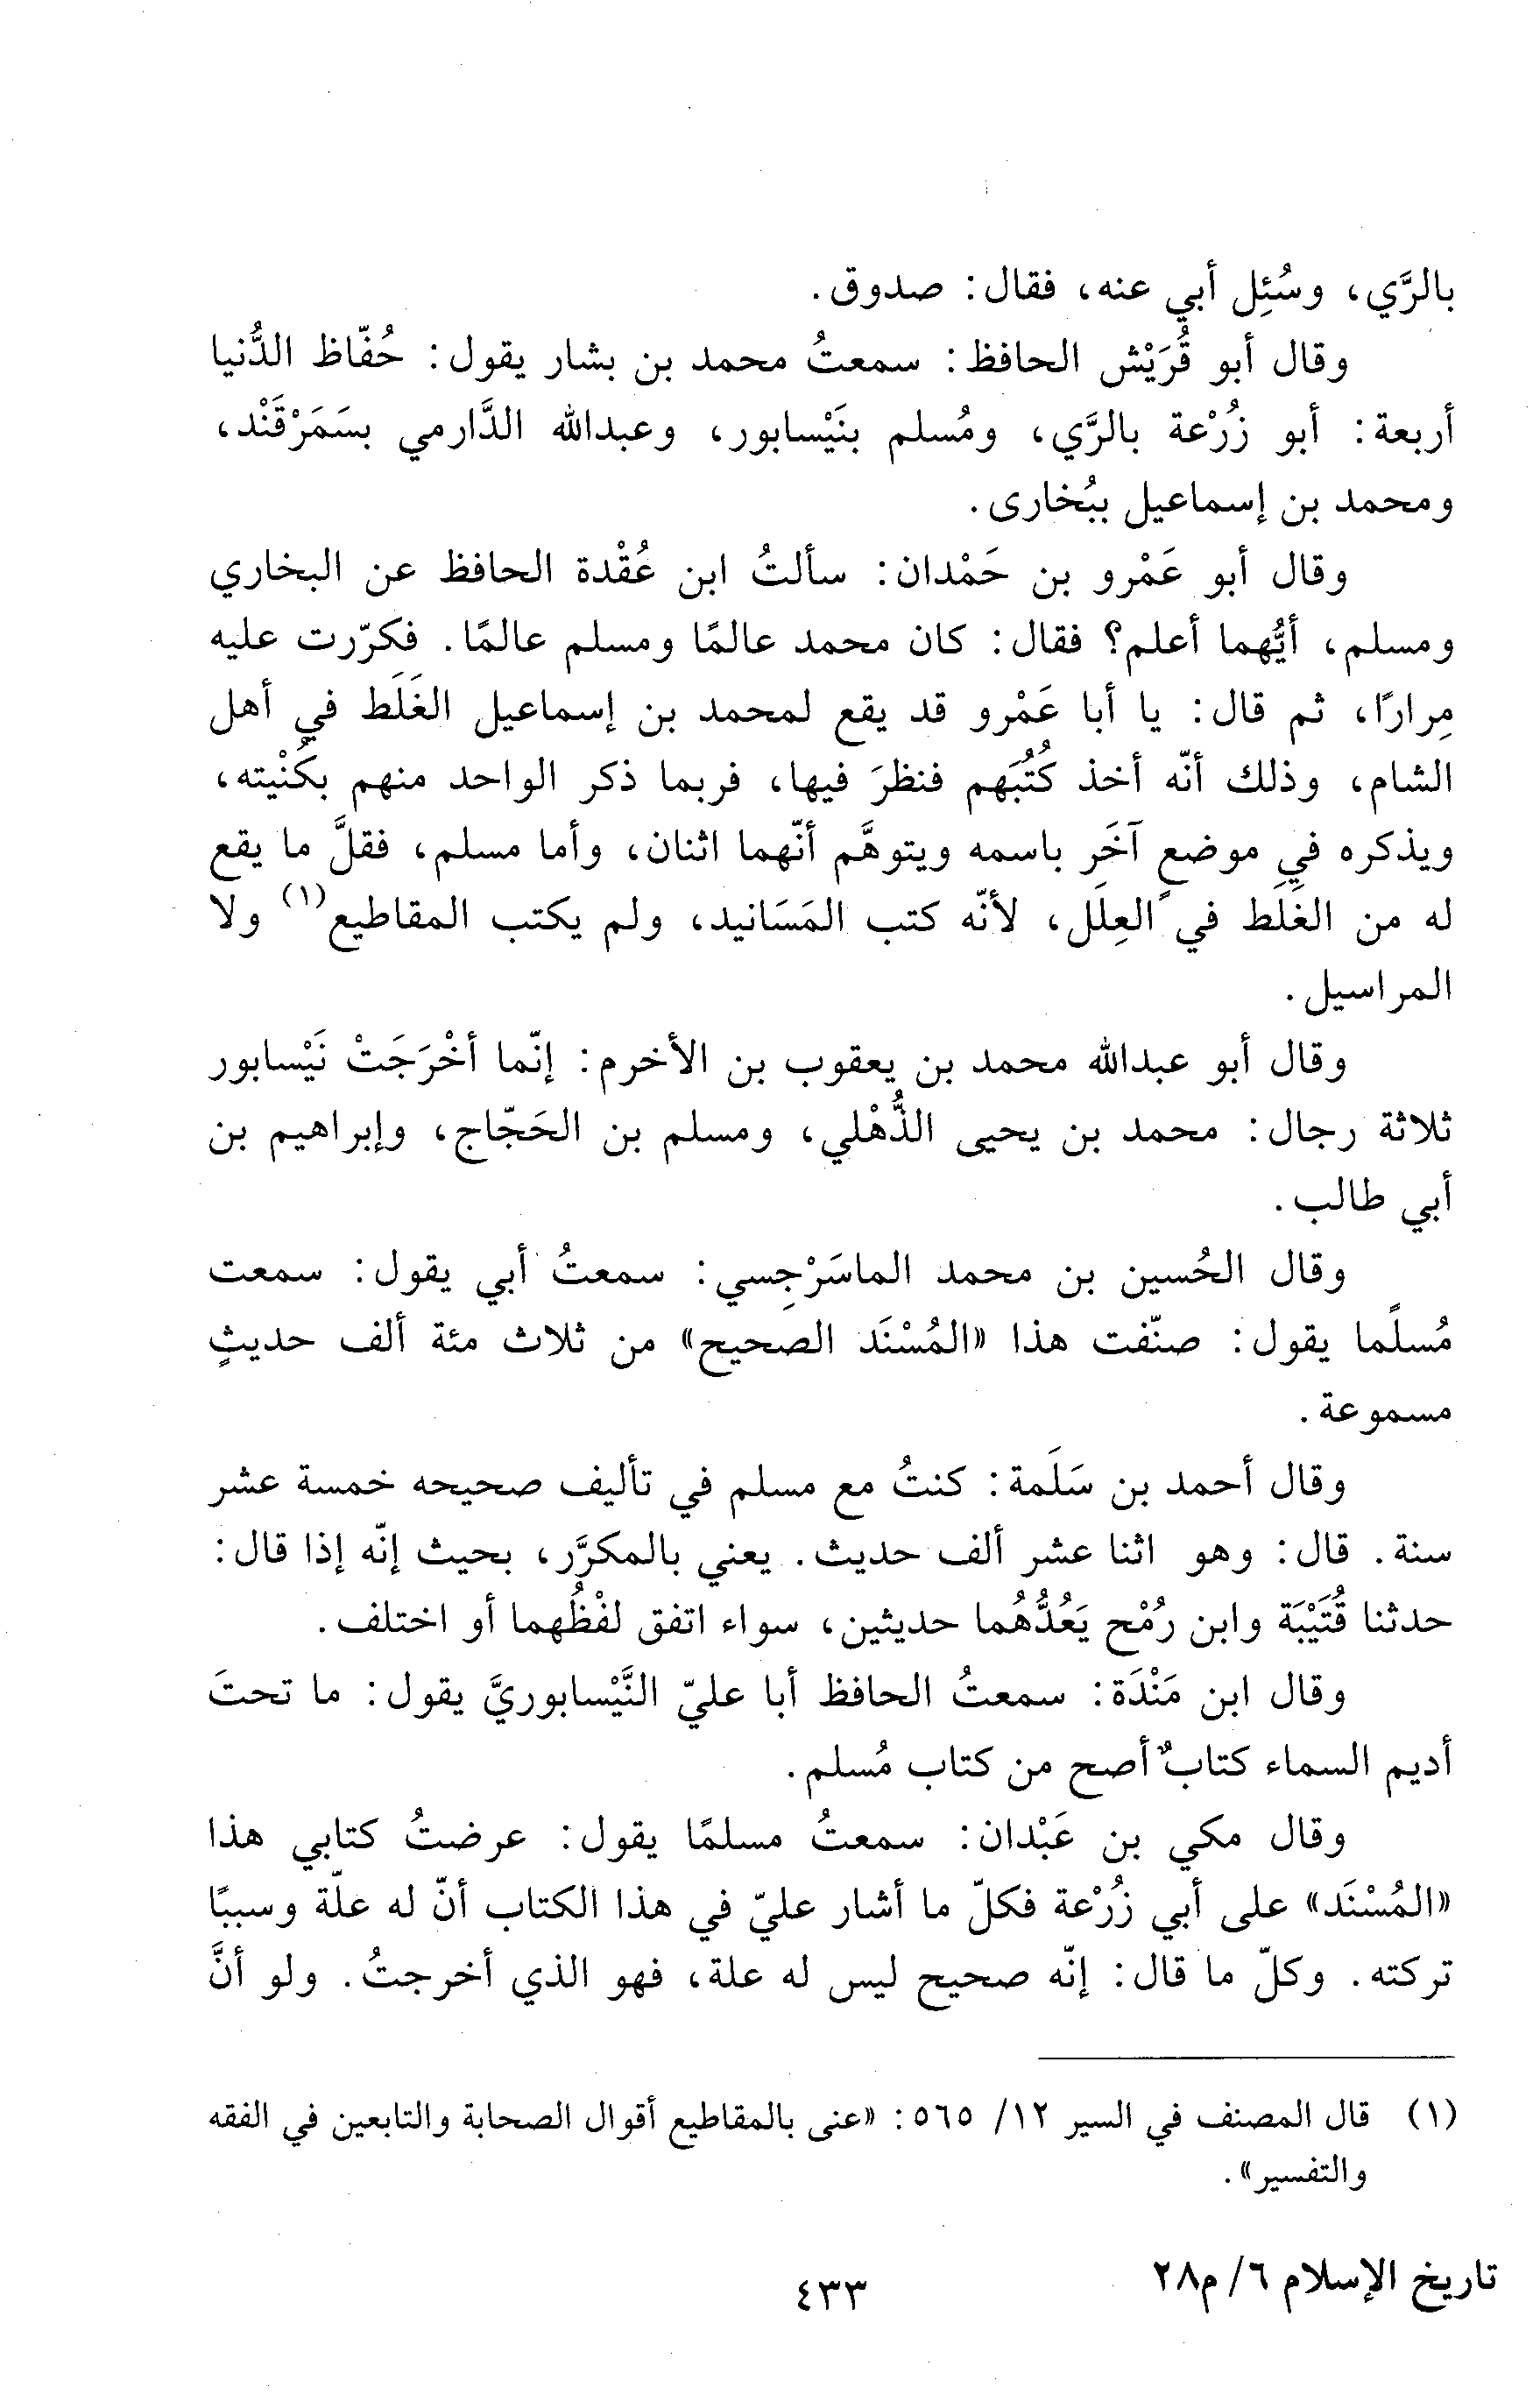 بالرَّي، وسُئِل أبي عنه، فقال: صدوق.
وقال أبو قُرَيْش الحافظ: سمعتُ محمد بن بشار يقول: حُفّاظ الدُّنيا
أربعة: أبو زُرْعة بالرَّي، ومُسلم بنَيْسابور، وعبدالله الدَّارمي بسَمَرْقَنْد،
ومحمد بن إسماعيل ببُخارى.
وقال أبو عَمْرو بن حَمْدان: سألتُ ابن عُقْدة الحافظ عن البخاري
ومسلم، أيُّهما أعلم؟ فقال: كان محمد عالمًا ومسلم عالمًا. فكرّرت عليه
مِرارًا، ثم قال: يا أبا عَمْرو قد يقع لمحمد بن إسماعيل الغَلَط في أهل
الشام، وذلك أنّه أخذ كُتُبَهم فنظرَ فيها، فربما ذكر الواحد منهم بكُنْيته،
ويذكره في موضعٍ آخَر باسمه ويتوهَّم أنّهما اثنان، وأما مسلم، فقلَّ ما يقع
له من الغَلَط في العِلَل، لأنّه كتب المَسَانيد، ولم يكتب المقاطيع(١) ولا
المراسيل.
وقال أبو عبدالله محمد بن يعقوب بن الأخرم: إنّما أخْرَجَتْ نَيْسابور
ثلاثة رجال: محمد بن يحيى الذُّهْلي، ومسلم بن الحَجّاج، وإبراهيم بن
أبي طالب.
وقال الحُسين بن محمد الماسَرْجِسي: سمعتُ أبي يقول: سمعت
مُسلًما يقول: صنّفت هذا «المُسْنَد الصحيح» من ثلاث مئة ألف حديثٍ
مسموعة.
وقال أحمد بن سَلَمة: كنتُ مع مسلم في تأليف صحيحه خمسة عشر
سنة. قال: وهو اثنا عشر ألف حديث. يعني بالمكرَّر، بحيث إنّه إذا قال:
حدثنا قُتَيْبَة وابن رُمْح يَعُدُّهُما حديثين، سواء اتفق لفْظُهما أو اختلف.
وقال ابن مَنْدَة: سمعتُ الحافظ أبا عليّ النَّيْسابوريَّ يقول: ما تحتَ
أديم السماء كتابٌ أصح من كتاب مُسلم.
وقال مكي بن عَبْدان: سمعتُ مسلمًا يقول: عرضتُ كتابي هذا
«المُسْنَد» على أبي زُرْعة فكلّ ما أشار عليّ في هذا الكتاب أنّ له علّة وسببًا
تركته. وكلّ ما قال: إنّه صحيح ليس له علة، فهو الذي أخرجتُ. ولو أنَّ
(١) قال المصنف في السير ١٢/ ٥٦٥: «عنى بالمقاطيع أقوال الصحابة والتابعين في الفقه
والتفسير».
تاريخ الإسلام ٦/ م٢٨
٤٣٣